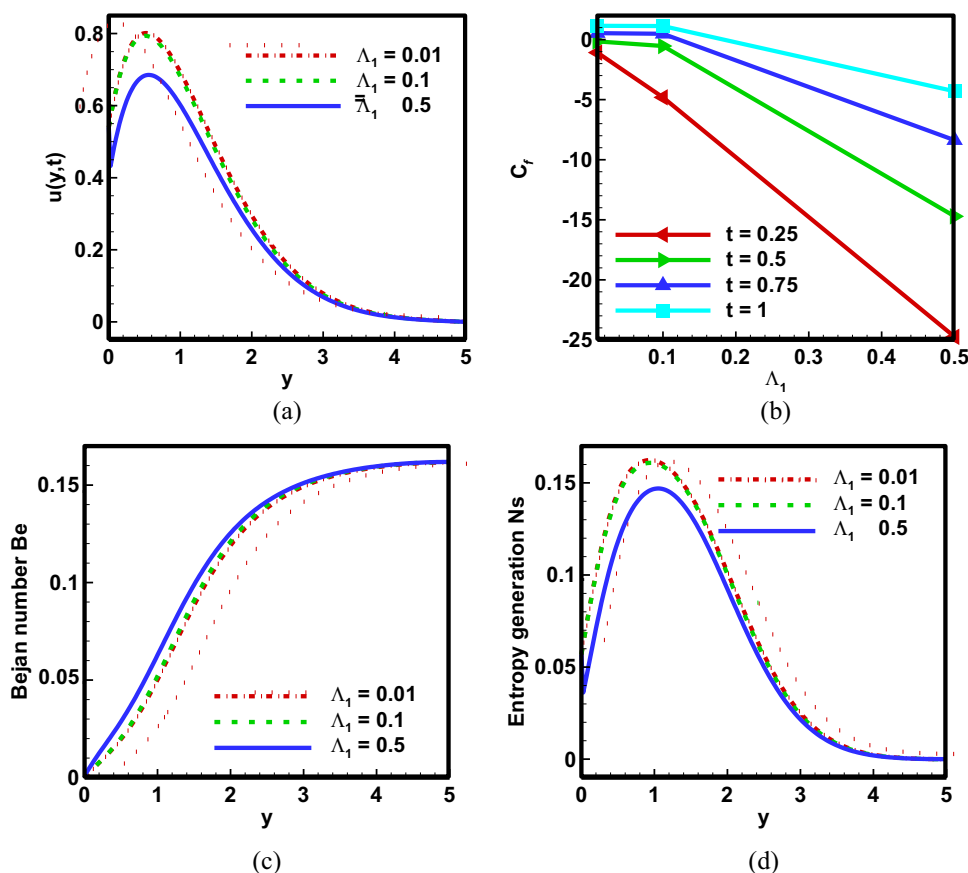 0.8
0.6
0.4
0.2
0
u(y,t)
Λ₁ = 0.01
Λ₁ = 0.1
Λ₁ = 0.5
0 1 2 3 4 5
y
(a)
0
-5
-10
-15
-20
-25
C_f
t = 0.25
t = 0.5
t = 0.75
t = 1
0.1 0.2 0.3 0.4 0.5
Λ₁
(b)
0.15
0.1
0.05
0
Bejan number Be
Λ₁ = 0.01
Λ₁ = 0.1
Λ₁ = 0.5
0 1 2 3 4 5
y
(c)
0.15
0.1
0.05
0
Entropy generation Ns
Λ₁ = 0.01
Λ₁ = 0.1
Λ₁ 0.5
0 1 2 3 4 5
y
(d)